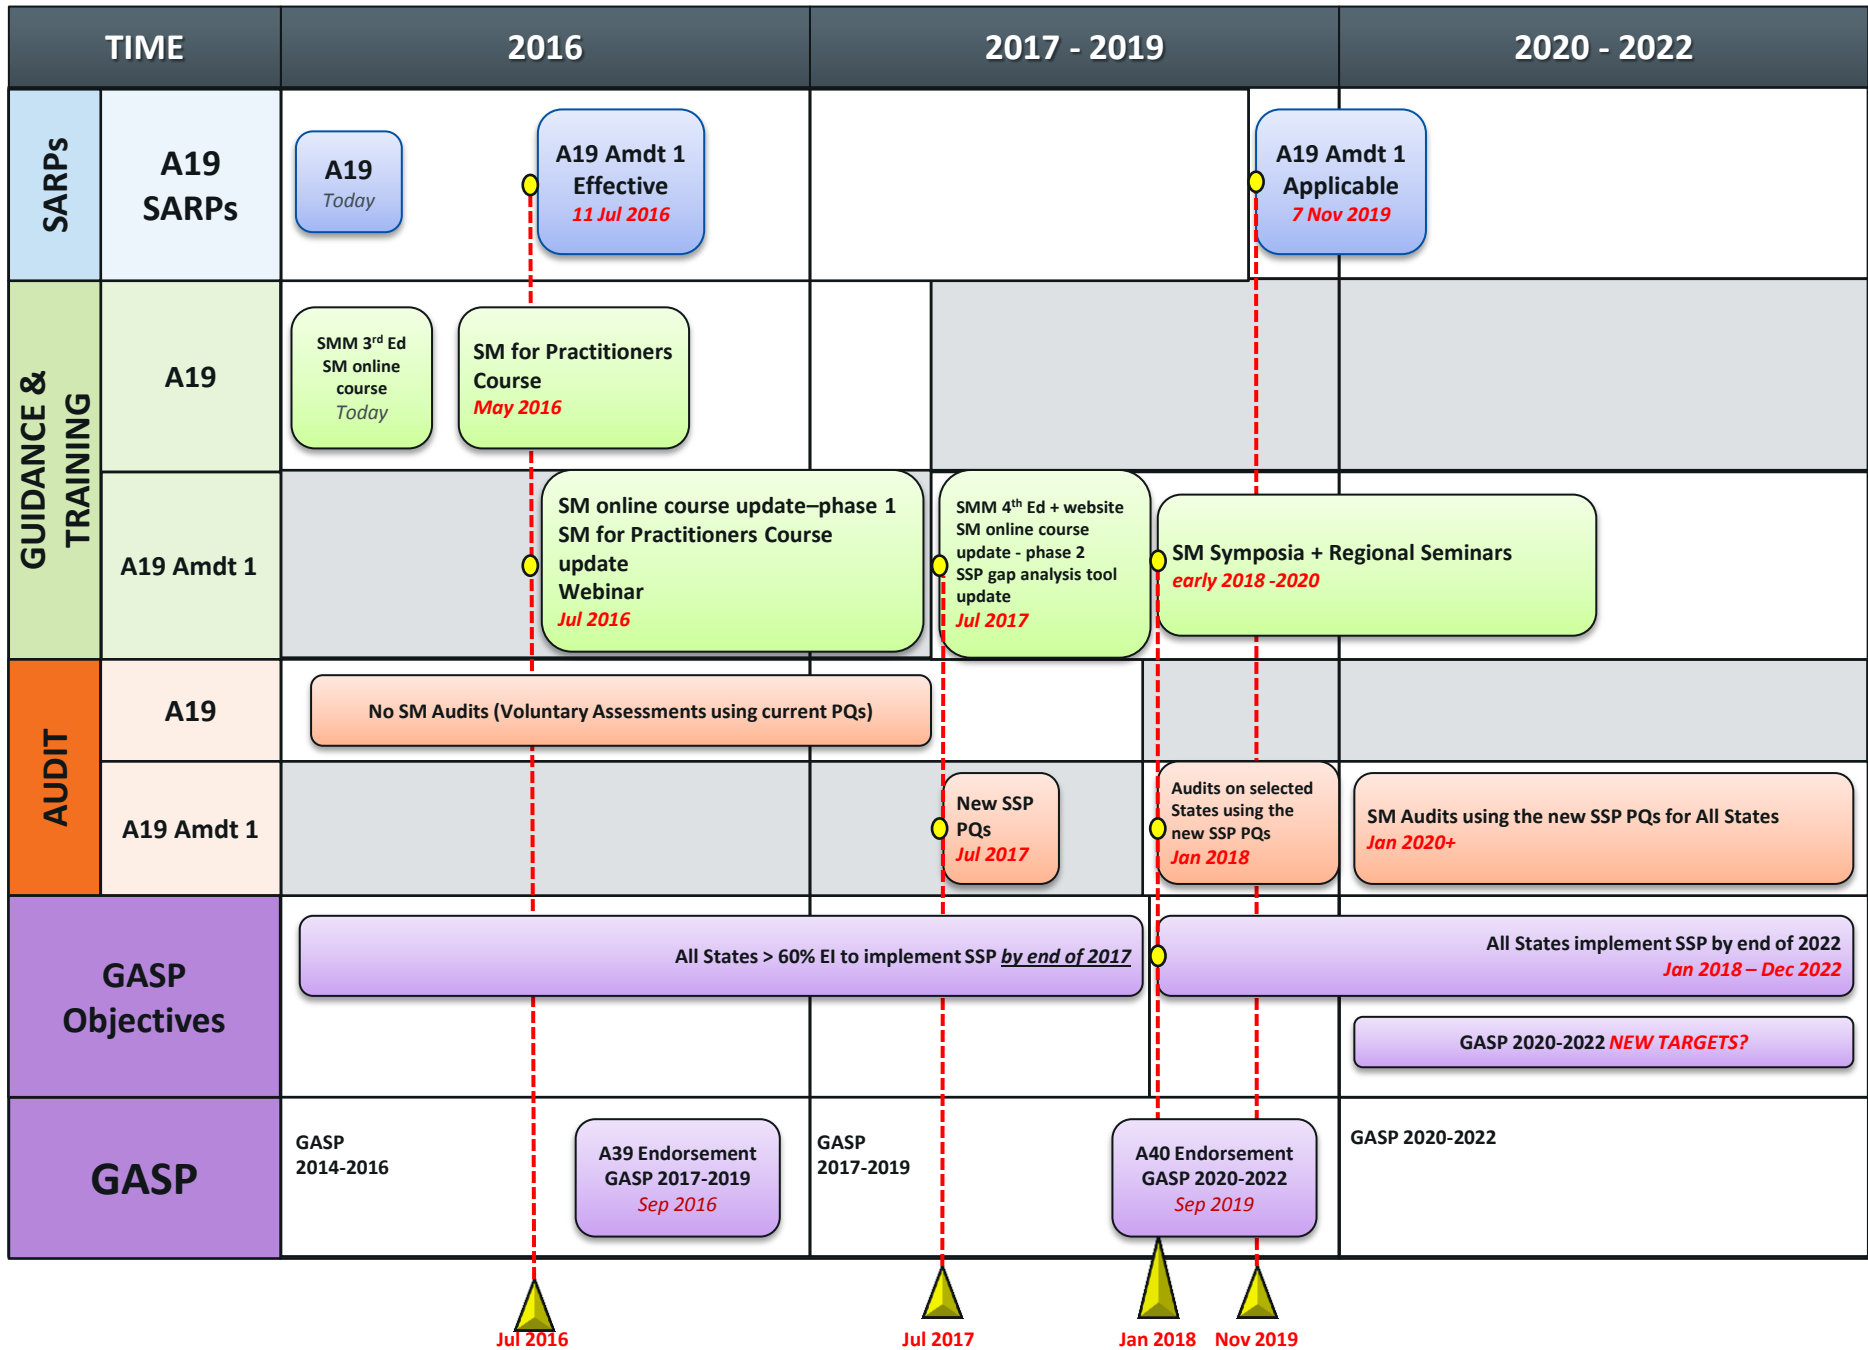 TIME
2016
2017 - 2019
2020 - 2022
SARPs
A19
SARPs
A19
Today
A19 Amdt 1
Effective
11 Jul 2016
A19 Amdt 1
Applicable
7 Nov 2019
GUIDANCE &
TRAINING
A19
SMM 3rd Ed
SM online
course
Today
SM for Practitioners
Course
May 2016
A19 Amdt 1
SM online course update–phase 1
SM for Practitioners Course
update
Webinar
Jul 2016
SMM 4th Ed + website
SM online course
update - phase 2
SSP gap analysis tool
update
Jul 2017
SM Symposia + Regional Seminars
early 2018 -2020
AUDIT
A19
No SM Audits (Voluntary Assessments using current PQs)
A19 Amdt 1
New SSP
PQs
Jul 2017
Audits on selected
States using the
new SSP PQs
Jan 2018
SM Audits using the new SSP PQs for All States
Jan 2020+
GASP
Objectives
All States > 60% EI to implement SSP by end of 2017
All States implement SSP by end of 2022
Jan 2018 – Dec 2022
GASP 2020-2022 NEW TARGETS?
GASP
GASP
2014-2016
A39 Endorsement
GASP 2017-2019
Sep 2016
GASP
2017-2019
A40 Endorsement
GASP 2020-2022
Sep 2019
GASP 2020-2022
Jul 2016
Jul 2017
Jan 2018
Nov 2019